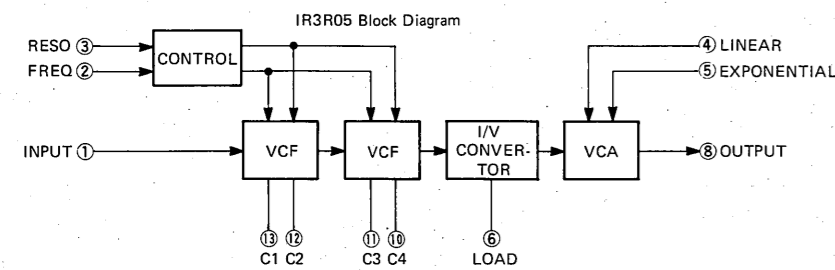 IR3R05 Block Diagram
RESO ③
FREQ ②
CONTROL
④ LINEAR
⑤ EXPONENTIAL
INPUT ①
VCF
VCF
I/V
CONVER-
TOR
VCA
⑧ OUTPUT
⑬ ⑫ ⑪ ⑩ ⑥
C1 C2 C3 C4 LOAD